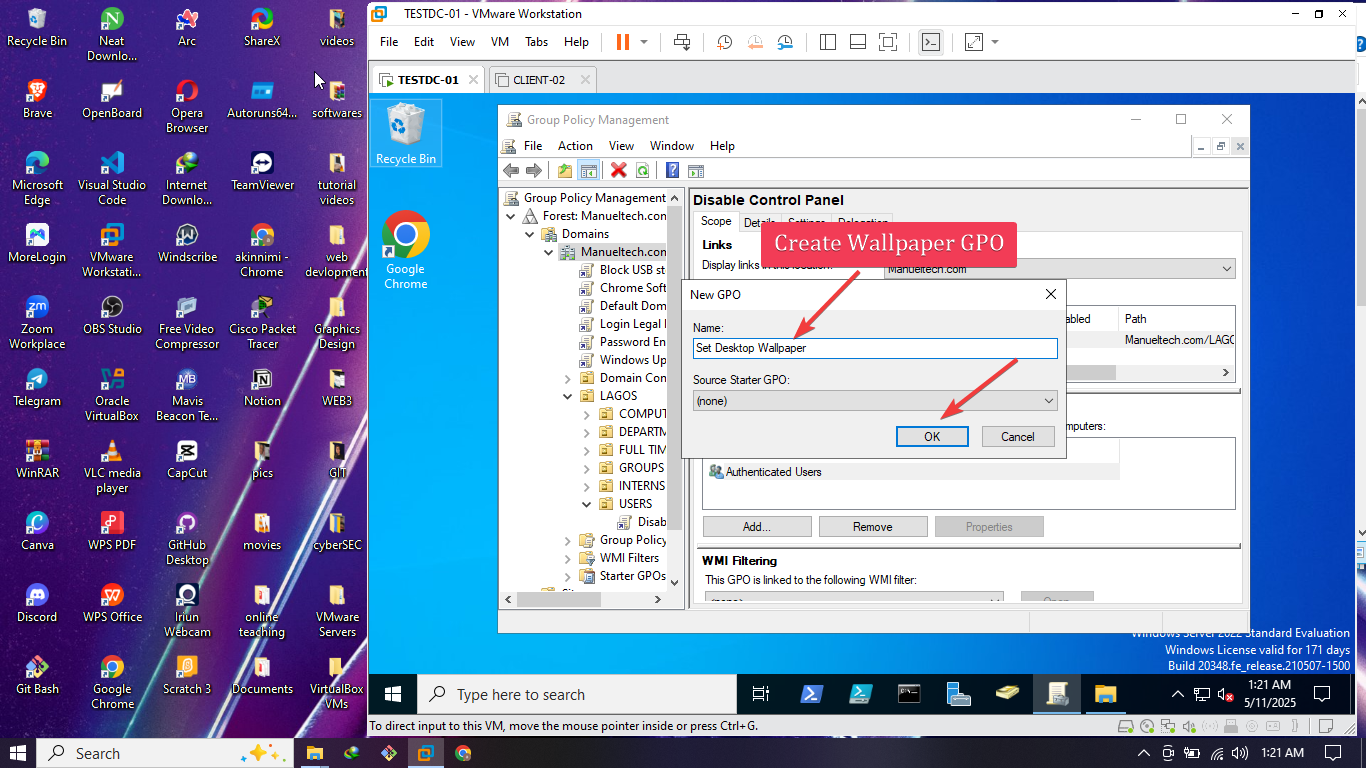 Recycle Bin
Neat
Downlo...
Arc
ShareX
videos
Brave
OpenBoard
Opera
Browser
Autoruns64...
softwares
Microsoft
Edge
Visual Studio
Code
Internet
Downlo...
TeamViewer
tutorial
videos
MoreLogin
VMware
Workstati...
Windscribe
akinnimi -
Chrome
web
devlopment
Zoom
Workplace
OBS Studio
Free Video
Compressor
Cisco Packet
Tracer
Graphics
Design
Telegram
Oracle
VirtualBox
Mavis
Beacon Te...
Notion
WEB3
WinRAR
VLC media
player
CapCut
pics
GIT
Canva
WPS PDF
GitHub
Desktop
movies
cyberSEC
Discord
WPS Office
Iriun
Webcam
online
teaching
VMware
Servers
Git Bash
Google
Chrome
Scratch 3
Documents
VirtualBox
VMs
TESTDC-01 - VMware Workstation
File Edit View VM Tabs Help
TESTDC-01
CLIENT-02
Recycle Bin
Google
Chrome
Group Policy Management
File Action View Window Help
Group Policy Management
Forest: Manueltech.con
Domains
Manueltech.con
Block USB st
Chrome Soft
Default Dom
Login Legal I
Password En
Windows Up
Domain Con
LAGOS
COMPUT
DEPARTM
FULL TIM
GROUPS
INTERNS
USERS
Disab
Group Policy
WMI Filters
Starter GPOs
Disable Control Panel
Scope Details Settings Delegation
Links
Display links in this location:
Manueltech.com
Create Wallpaper GPO
New GPO
Name:
Set Desktop Wallpaper
Source Starter GPO:
(none)
OK
Cancel
abled
Path
Manueltech.com/LAGO
mputers:
Authenticated Users
Add...
Remove
Properties
WMI Filtering
This GPO is linked to the following WMI filter:
Windows Server 2022 Standard Evaluation
Windows License valid for 171 days
Build 20348.fe_release.210507-1500
Type here to search
1:21 AM
5/11/2025
To direct input to this VM, move the mouse pointer inside or press Ctrl+G.
Search
1:21 AM